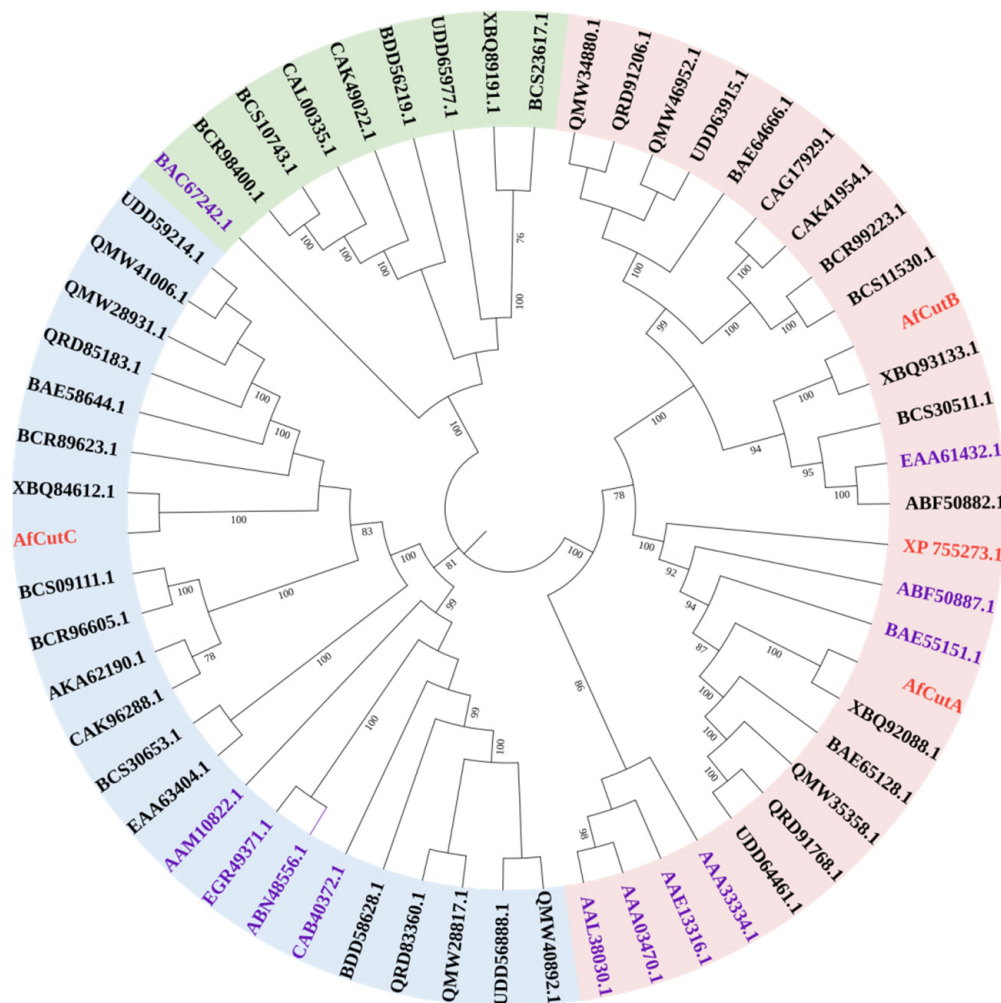 BCS23617.1
QMW34880.1
QRD91206.1
QMW46952.1
UDD63915.1
BAE64666.1
CAG17929.1
CAK41954.1
BCR99223.1
BCS11530.1
AfCutB
XBQ93133.1
BCS30511.1
EAA61432.1
ABF50882.1
XP 755273.1
ABF50887.1
BAE55151.1
AfCutA
XBQ92088.1
BAE65128.1
QMW35358.1
QRD91768.1
UDD64461.1
AAA33334.1
AAE13316.1
AAA03470.1
AAL38030.1
QMW40892.1
UDD56888.1
QMW28817.1
QRD83360.1
BDD58628.1
CAB40372.1
ABN48556.1
EGR49371.1
AAM10822.1
EAA63404.1
BCS30653.1
CAK96288.1
AKA62190.1
BCR96605.1
BCS09111.1
AfCutC
XBQ84612.1
BCR89623.1
BAE58644.1
QRD85183.1
QMW28931.1
QMW41006.1
UDD59214.1
BAC67242.1
BCR98400.1
BCS10743.1
CAL00335.1
CAK49022.1
BDD56219.1
UDD65977.1
XBQ89191.1
76
100
100
100
100
100
100
99
100
100
100
100
94
100
95
100
78
100
100
92
94
87
100
100
100
100
86
98
81
99
100
99
100
100
83
100
100
100
78
100
100
100